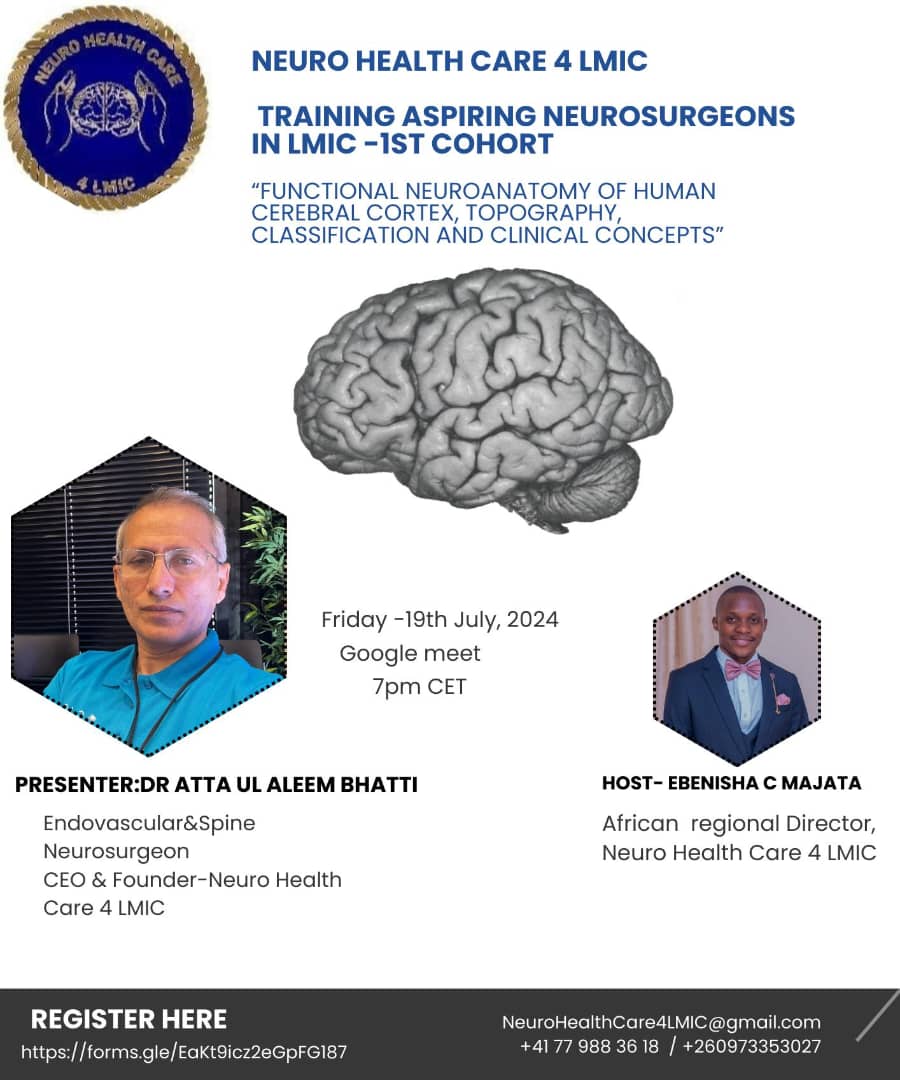 NEURO HEALTH CARE
4 LMIC
NEURO HEALTH CARE 4 LMIC
TRAINING ASPIRING NEUROSURGEONS
IN LMIC -1ST COHORT
“FUNCTIONAL NEUROANATOMY OF HUMAN
CEREBRAL CORTEX, TOPOGRAPHY,
CLASSIFICATION AND CLINICAL CONCEPTS”
Friday -19th July, 2024
Google meet
7pm CET
PRESENTER:DR ATTA UL ALEEM BHATTI
Endovascular&Spine
Neurosurgeon
CEO & Founder-Neuro Health
Care 4 LMIC
HOST- EBENISHA C MAJATA
African regional Director,
Neuro Health Care 4 LMIC
REGISTER HERE
https://forms.gle/EaKt9icz2eGpFG187
NeuroHealthCare4LMIC@gmail.com
+41 77 988 36 18 / +260973353027